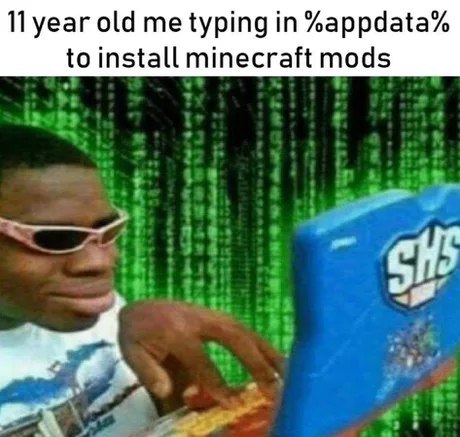 11 year old me typing in %appdata%
to install minecraft mods
SHS